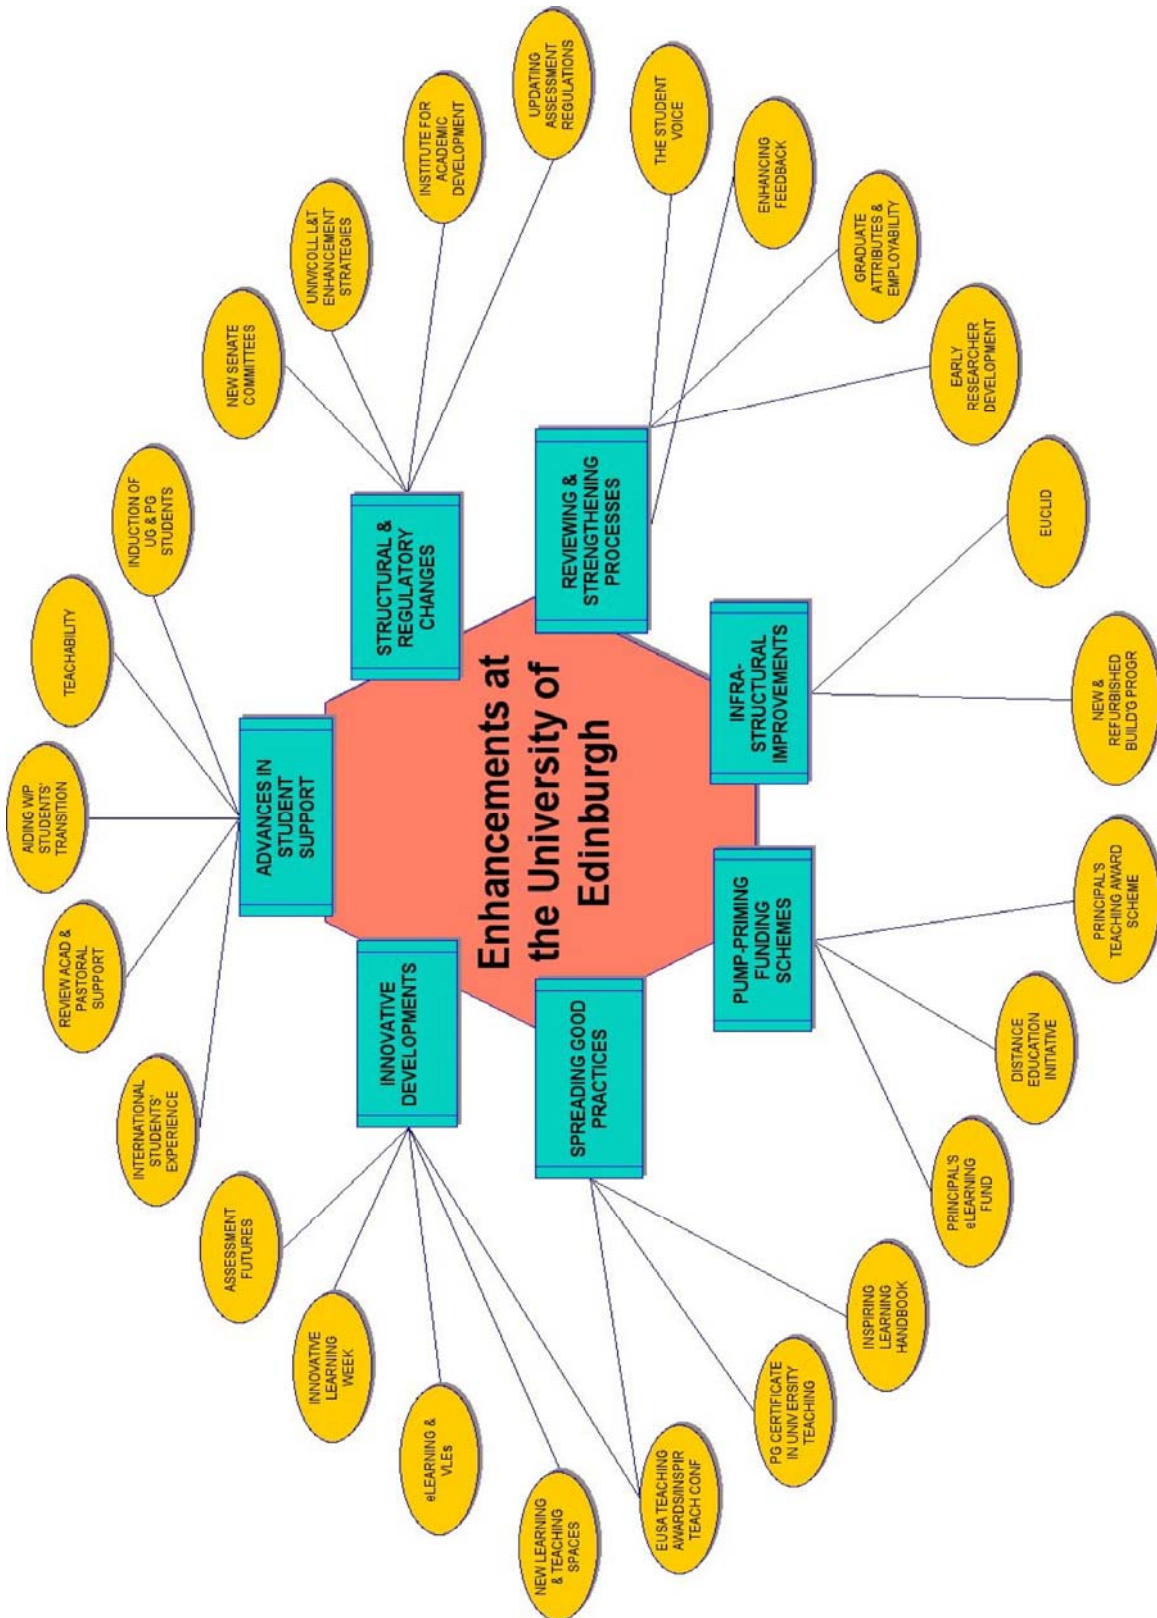 Enhancements at
the University of
Edinburgh
ADVANCES IN
STUDENT
SUPPORT
INTERNATIONAL
STUDENTS'
EXPERIENCE
REVIEW ACAD &
PASTORAL
SUPPORT
AIDING W/P
STUDENTS'
TRANSITION
TEACHABILITY
INDUCTION OF
UG & PG
STUDENTS
STRUCTURAL &
REGULATORY
CHANGES
NEW SENATE
COMMITTEES
UNIV/COLL L&T
ENHANCEMENT
STRATEGIES
INSTITUTE FOR
ACADEMIC
DEVELOPMENT
UPDATING
ASSESSMENT
REGULATIONS
REVIEWING &
STRENGTHENING
PROCESSES
THE STUDENT
VOICE
ENHANCING
FEEDBACK
GRADUATE
ATTRIBUTES &
EMPLOYABILITY
EARLY
RESEARCHER
DEVELOPMENT
INFRA-
STRUCTURAL
IMPROVEMENTS
EUCLID
NEW &
REFURBISHED
BUILD'G PROGR
PUMP-PRIMING
FUNDING
SCHEMES
PRINCIPAL'S
TEACHING AWARD
SCHEME
DISTANCE
EDUCATION
INITIATIVE
PRINCIPAL'S
eLEARNING
FUND
SPREADING GOOD
PRACTICES
INSPIRING
LEARNING
HANDBOOK
PG CERTIFICATE
IN UNIVERSITY
TEACHING
EUSA TEACHING
AWARDS/INSPIR
TEACH CONF
INNOVATIVE
DEVELOPMENTS
NEW LEARNING
& TEACHING
SPACES
eLEARNING &
VLEs
INNOVATIVE
LEARNING
WEEK
ASSESSMENT
FUTURES